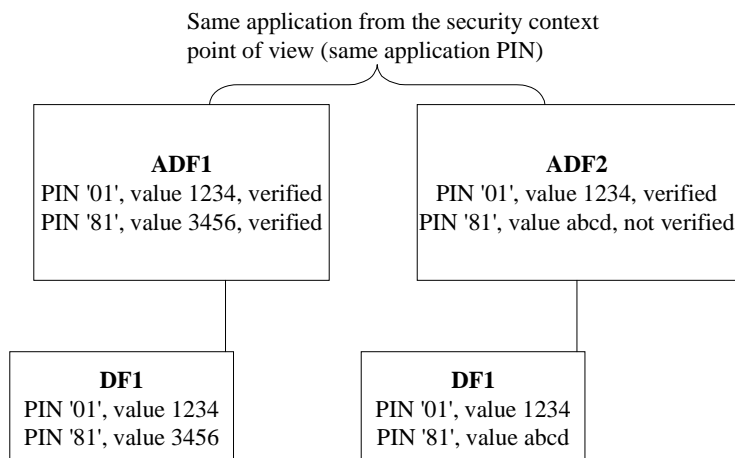 Same application from the security context
point of view (same application PIN)
ADF1
PIN '01', value 1234, verified
PIN '81', value 3456, verified
ADF2
PIN '01', value 1234, verified
PIN '81', value abcd, not verified
DF1
PIN '01', value 1234
PIN '81', value 3456
DF1
PIN '01', value 1234
PIN '81', value abcd